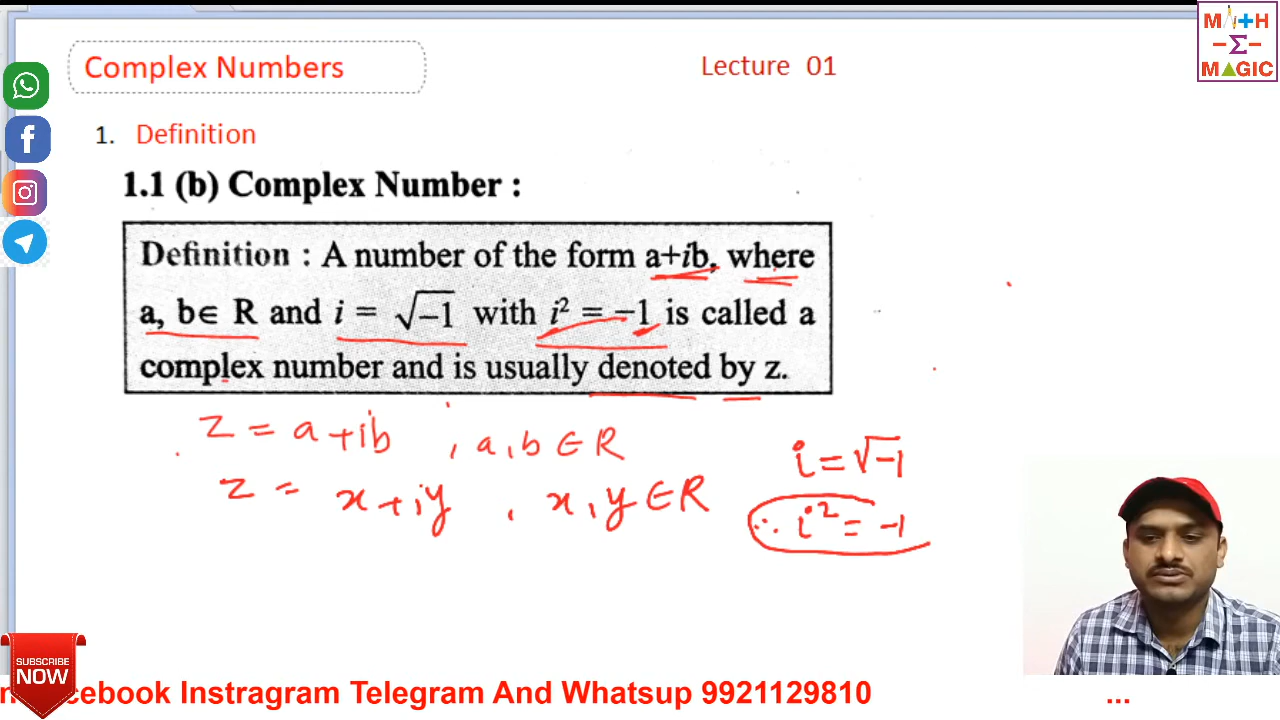 Complex Numbers
Lecture 01
MATH
Σ
MAGIC
1. Definition
1.1 (b) Complex Number :
Definition : A number of the form a+ib, where
a, b∈ R and i = √−1 with i² = −1 is called a
complex number and is usually denoted by z.
z = a+ib , a,b ∈ R
z = x+iy , x,y ∈ R
i = √−1
∴ i² = −1
SUBSCRIBE
NOW
cebook Instragram Telegram And Whatsup 9921129810 ...